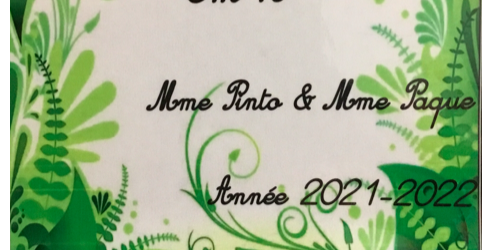 Mme Pinto & Mme Paque
Année 2021-2022